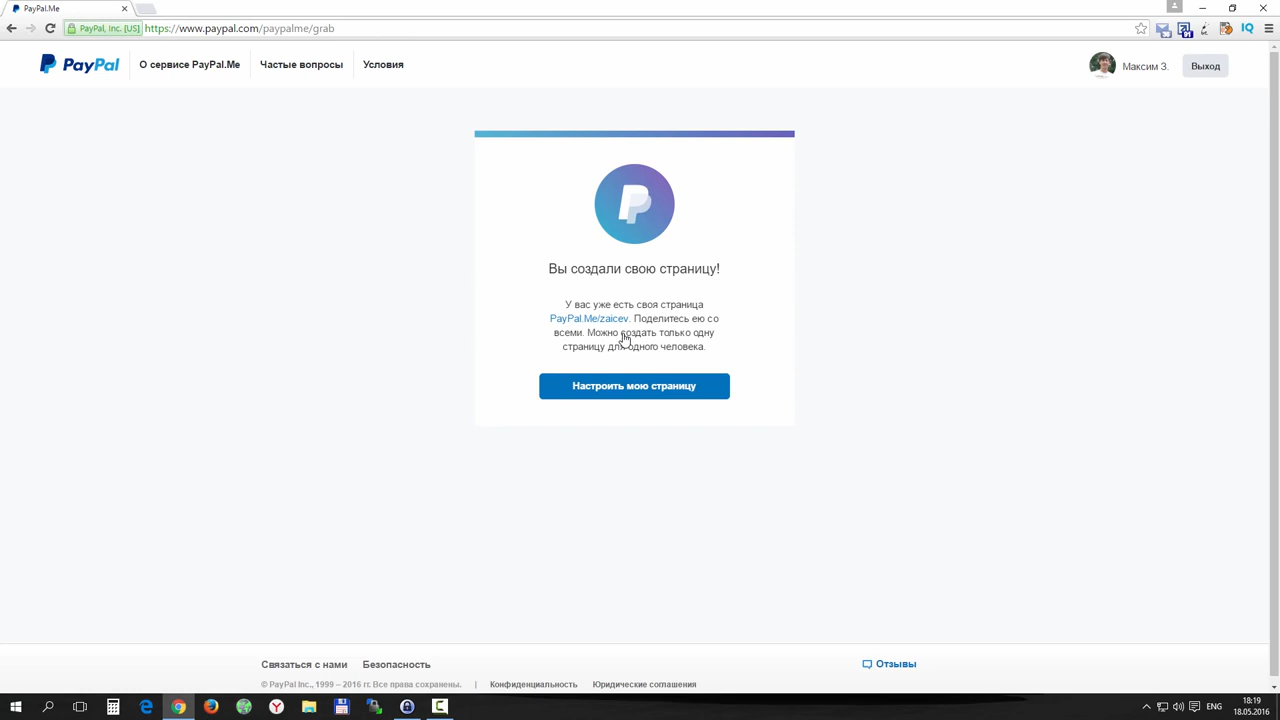 PayPal.Me
PayPal, Inc. [US] https://www.paypal.com/paypalme/grab
PayPal О сервисе PayPal.Me Частые вопросы Условия Максим З. Выход
Вы создали свою страницу!
У вас уже есть своя страница
PayPal.Me/zaicev. Поделитесь ею со
всеми. Можно создать только одну
страницу для одного человека.
Настроить мою страницу
Связаться с нами Безопасность Отзывы
© PayPal Inc., 1999 – 2016 гг. Все права сохранены. | Конфиденциальность Юридические соглашения
ENG
18:19
18.05.2016